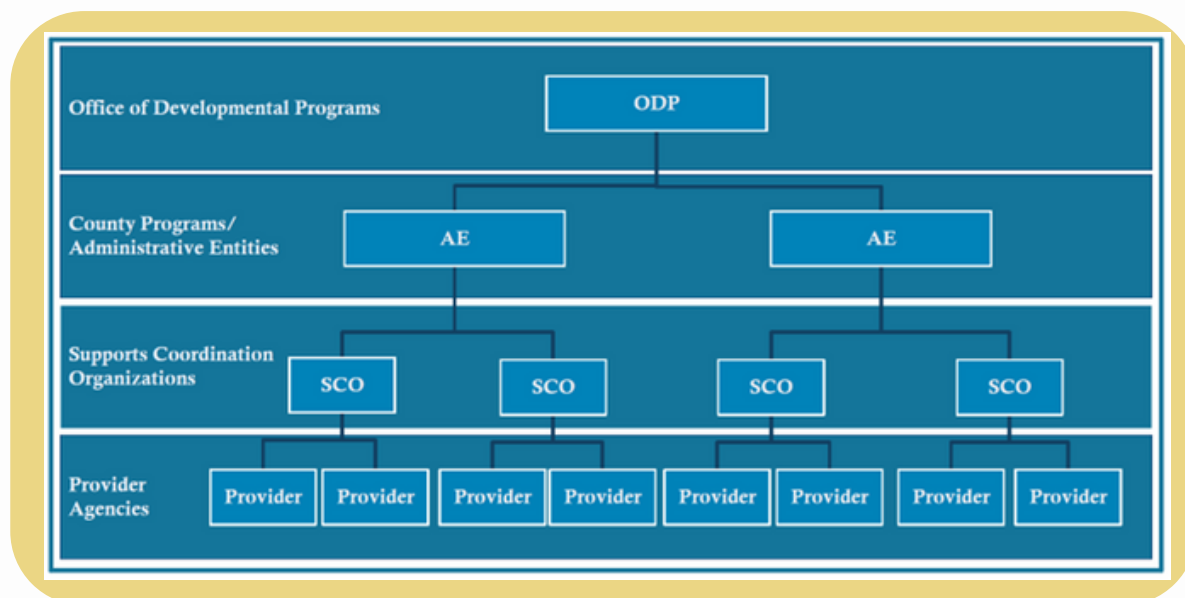 Office of Developmental Programs
ODP
County Programs/
Administrative Entities
AE
AE
Supports Coordination
Organizations
SCO
SCO
SCO
SCO
Provider
Agencies
Provider
Provider
Provider
Provider
Provider
Provider
Provider
Provider